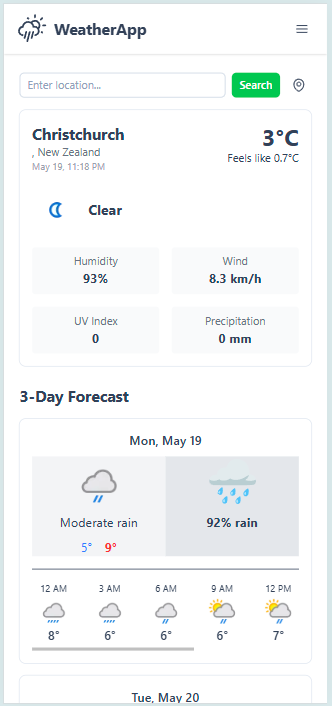 WeatherApp
Enter location...
Search
Christchurch
, New Zealand
May 19, 11:18 PM
3°C
Feels like 0.7°C
Clear
Humidity
93%
Wind
8.3 km/h
UV Index
0
Precipitation
0 mm
3-Day Forecast
Mon, May 19
Moderate rain
5° 9°
92% rain
12 AM 3 AM 6 AM 9 AM 12 PM
8° 6° 6° 6° 7°
Tue, May 20